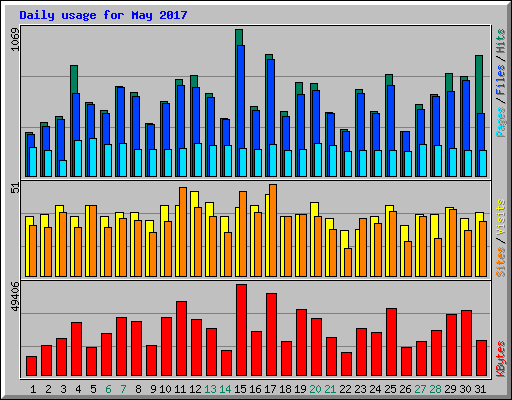 Daily usage for May 2017
1069
Pages / Files / Hits
51
Sites / Visits
49406
KBytes
1 2 3 4 5 6 7 8 9 10 11 12 13 14 15 16 17 18 19 20 21 22 23 24 25 26 27 28 29 30 31